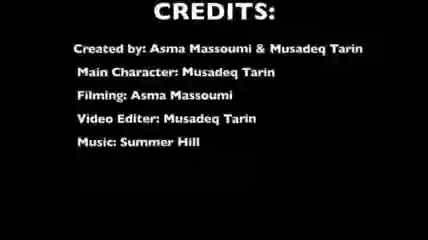 CREDITS:
Created by: Asma Massoumi & Musadeq Tarin
Main Character: Musadeq Tarin
Filming: Asma Massoumi
Video Editer: Musadeq Tarin
Music: Summer Hill